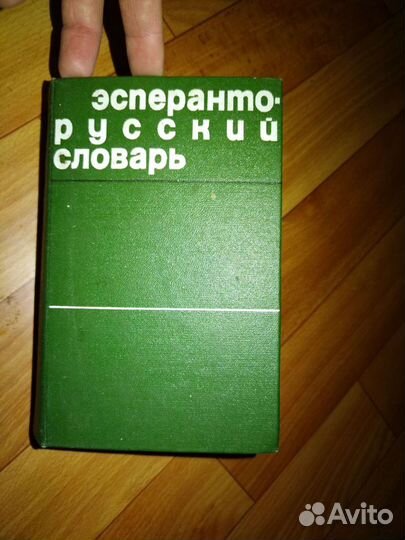 эсперанто-
русский
словарь
Avito